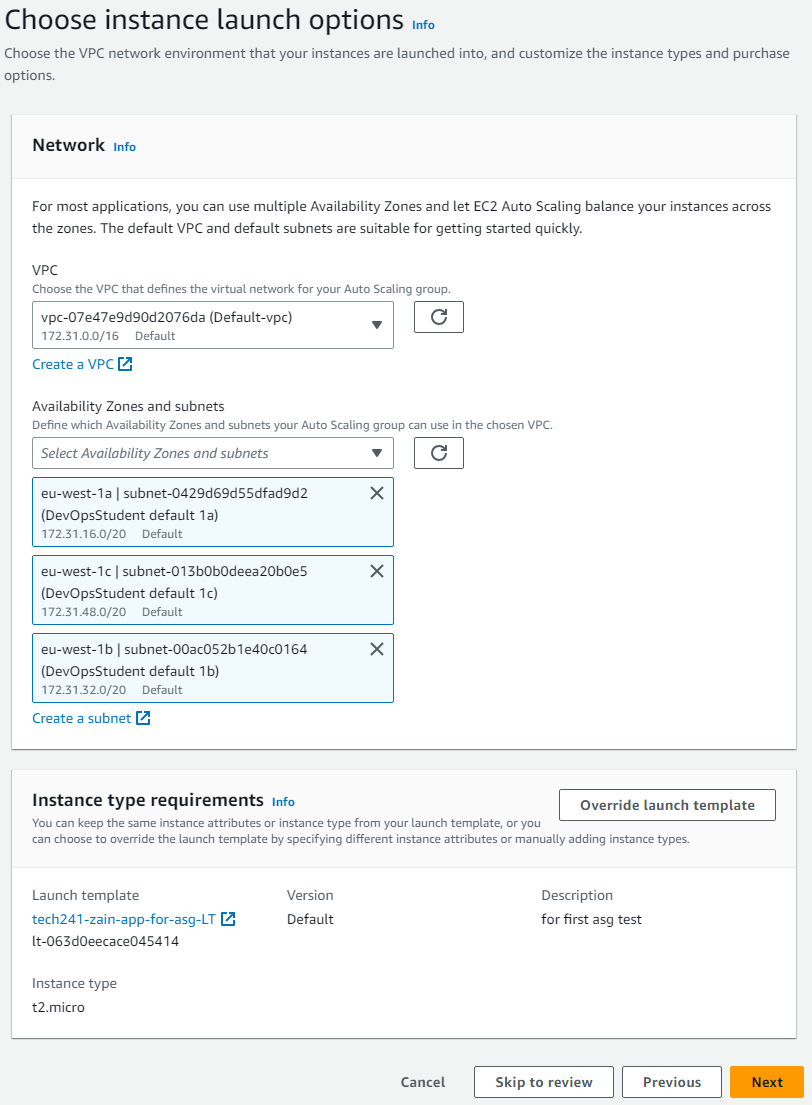 Choose instance launch options Info
Choose the VPC network environment that your instances are launched into, and customize the instance types and purchase
options.
Network Info
For most applications, you can use multiple Availability Zones and let EC2 Auto Scaling balance your instances across
the zones. The default VPC and default subnets are suitable for getting started quickly.
VPC
Choose the VPC that defines the virtual network for your Auto Scaling group.
vpc-07e47e9d90d2076da (Default-vpc)
172.31.0.0/16 Default
Create a VPC
Availability Zones and subnets
Define which Availability Zones and subnets your Auto Scaling group can use in the chosen VPC.
Select Availability Zones and subnets
eu-west-1a | subnet-0429d69d55dfad9d2
(DevOpsStudent default 1a)
172.31.16.0/20 Default
eu-west-1c | subnet-013b0b0deea20b0e5
(DevOpsStudent default 1c)
172.31.48.0/20 Default
eu-west-1b | subnet-00ac052b1e40c0164
(DevOpsStudent default 1b)
172.31.32.0/20 Default
Create a subnet
Instance type requirements Info
Override launch template
You can keep the same instance attributes or instance type from your launch template, or you
can choose to override the launch template by specifying different instance attributes or manually adding instance types.
Launch template
tech241-zain-app-for-asg-LT
lt-063d0eecace045414
Version
Default
Description
for first asg test
Instance type
t2.micro
Cancel
Skip to review
Previous
Next